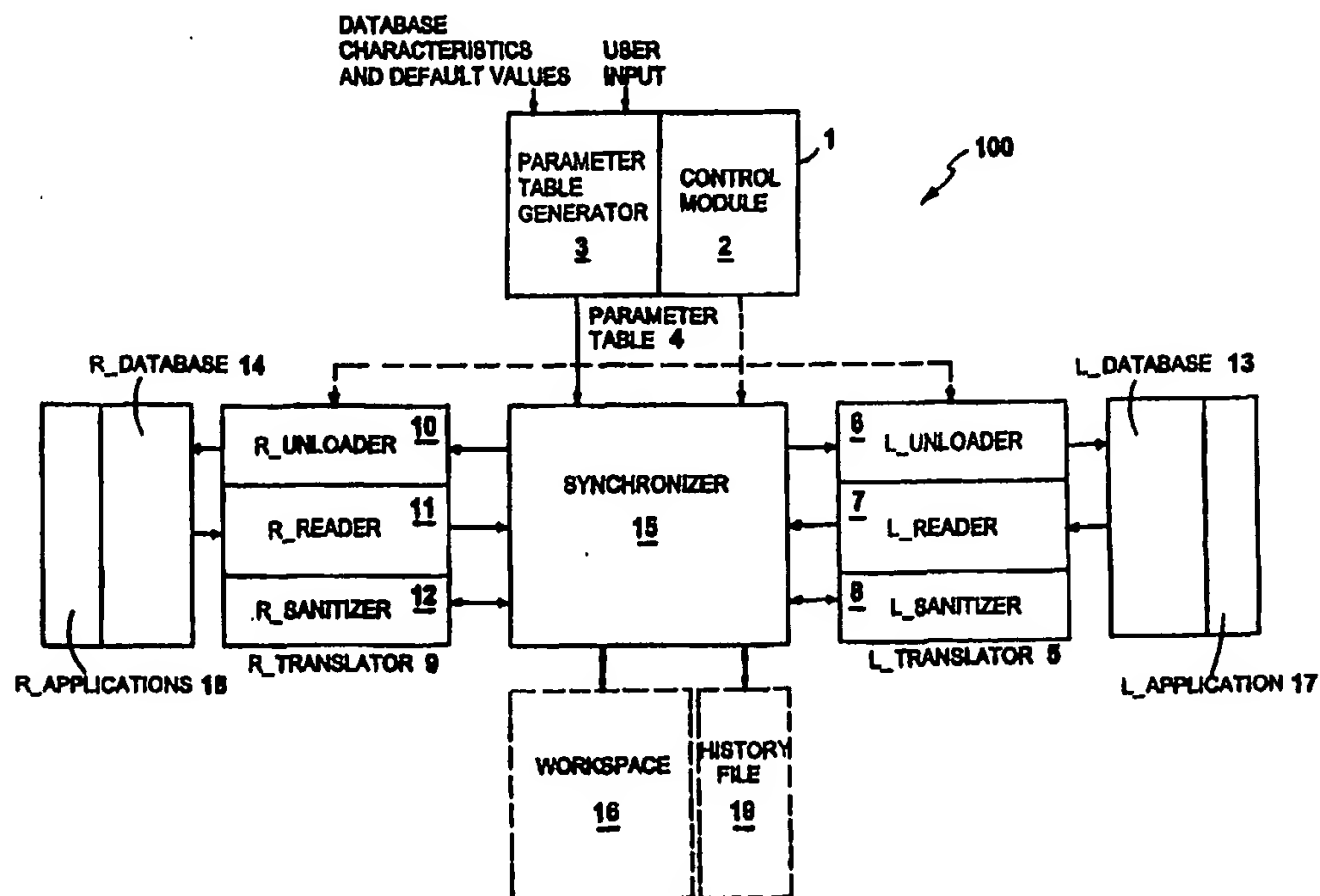 DATABASE
CHARACTERISTICS
AND DEFAULT VALUES
USER
INPUT
PARAMETER
TABLE
GENERATOR
3
CONTROL
MODULE
2
1
100
PARAMETER
TABLE 4
R_DATABASE 14
L_DATABASE 13
R_UNLOADER 10
R_READER 11
R_SANITIZER 12
R_TRANSLATOR 9
R_APPLICATIONS 18
SYNCHRONIZER
15
6 L_UNLOADER
7 L_READER
8 L_SANITIZER
L_TRANSLATOR 5
L_APPLICATION 17
WORKSPACE
16
HISTORY
FILE
19